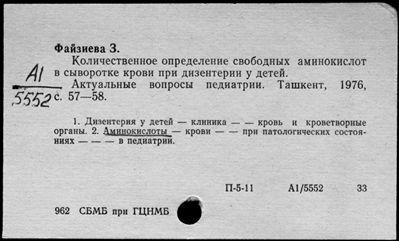 Файзиева З.
Количественное определение свободных аминокислот
в сыворотке крови при дизентерии у детей.
Актуальные вопросы педиатрии. Ташкент, 1976,
с. 57—58.
А1
5552
1. Дизентерия у детей — клиника — — кровь и кроветворные
органы. 2. Аминокислоты — крови — — при патологических состоя-
ниях — — — в педиатрии.
П-5-11 А1/5552 33
962 СБМБ при ГЦНМБ